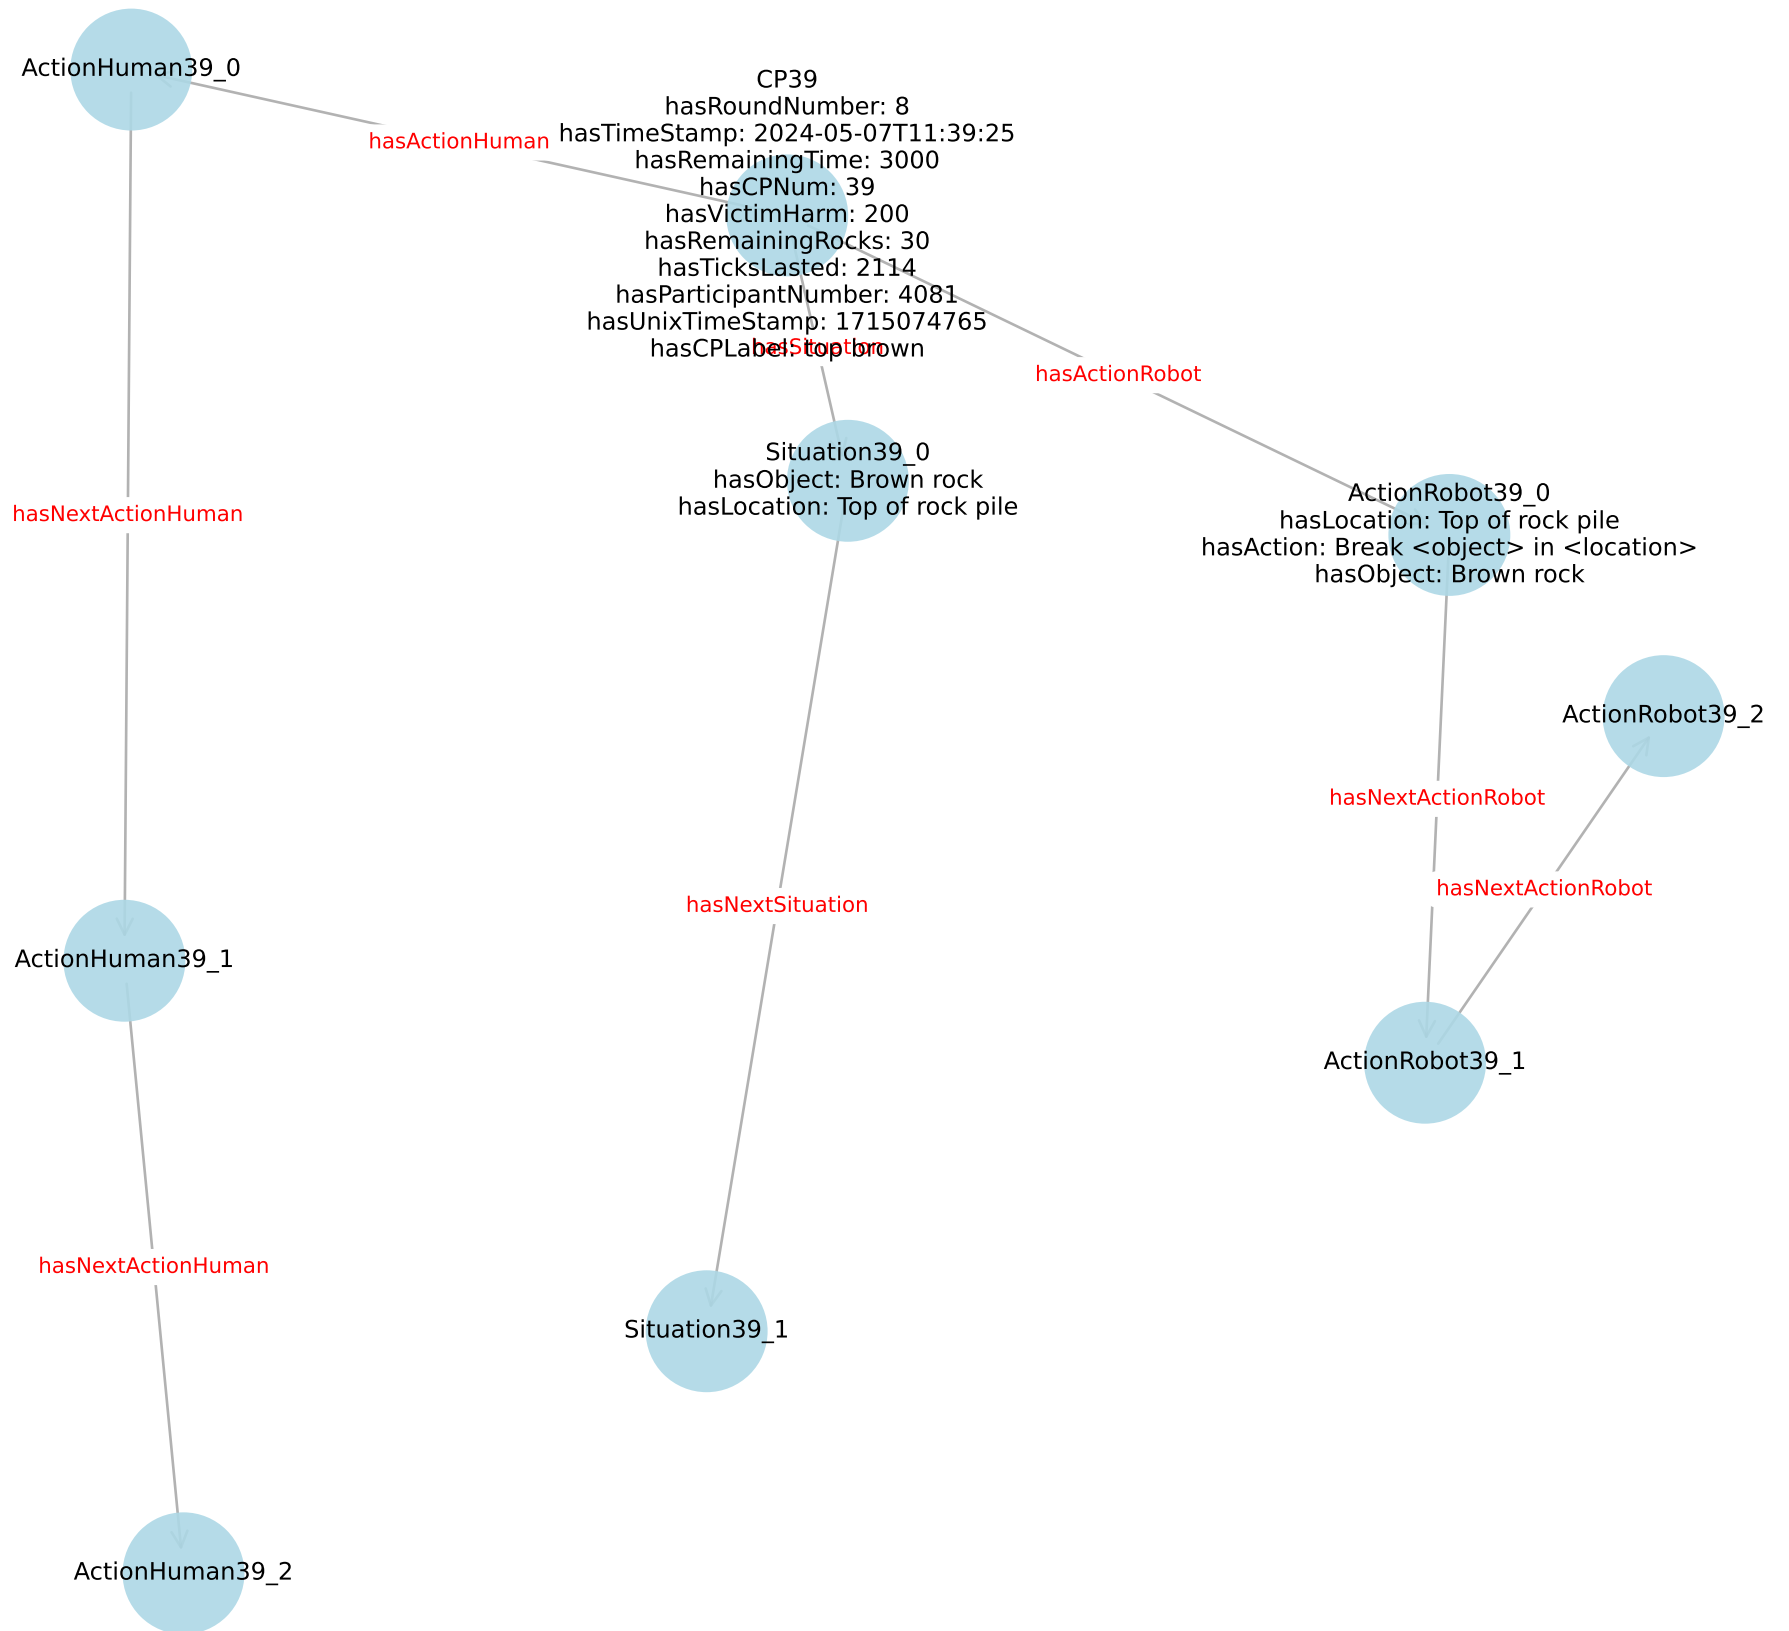 ActionHuman39_0
CP39
hasRoundNumber: 8
hasActionHuman
hasTimeStamp: 2024-05-07T11:39:25
hasRemainingTime: 3000
hasCPNum: 39
hasVictimHarm: 200
hasRemainingRocks: 30
hasTicksLasted: 2114
hasParticipantNumber: 4081
hasUnixTimeStamp: 1715074765
hasSituation
hasCPLabel: top brown
hasActionRobot
Situation39_0
hasObject: Brown rock
hasLocation: Top of rock pile
ActionRobot39_0
hasLocation: Top of rock pile
hasAction: Break <object> in <location>
hasObject: Brown rock
hasNextActionHuman
ActionRobot39_2
hasNextActionRobot
hasNextActionRobot
hasNextSituation
ActionHuman39_1
ActionRobot39_1
hasNextActionHuman
Situation39_1
ActionHuman39_2